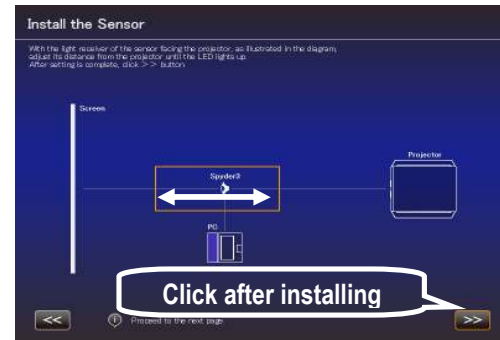 Install the Sensor
With the light receiver of the sensor facing the projector, as illustrated in the diagram,
adjust its distance from the projector until the LED lights up.
After setting is complete, click > > button
Screen
Projector
Spyder3
PC
Click after installing
<<
Proceed to the next page
>>